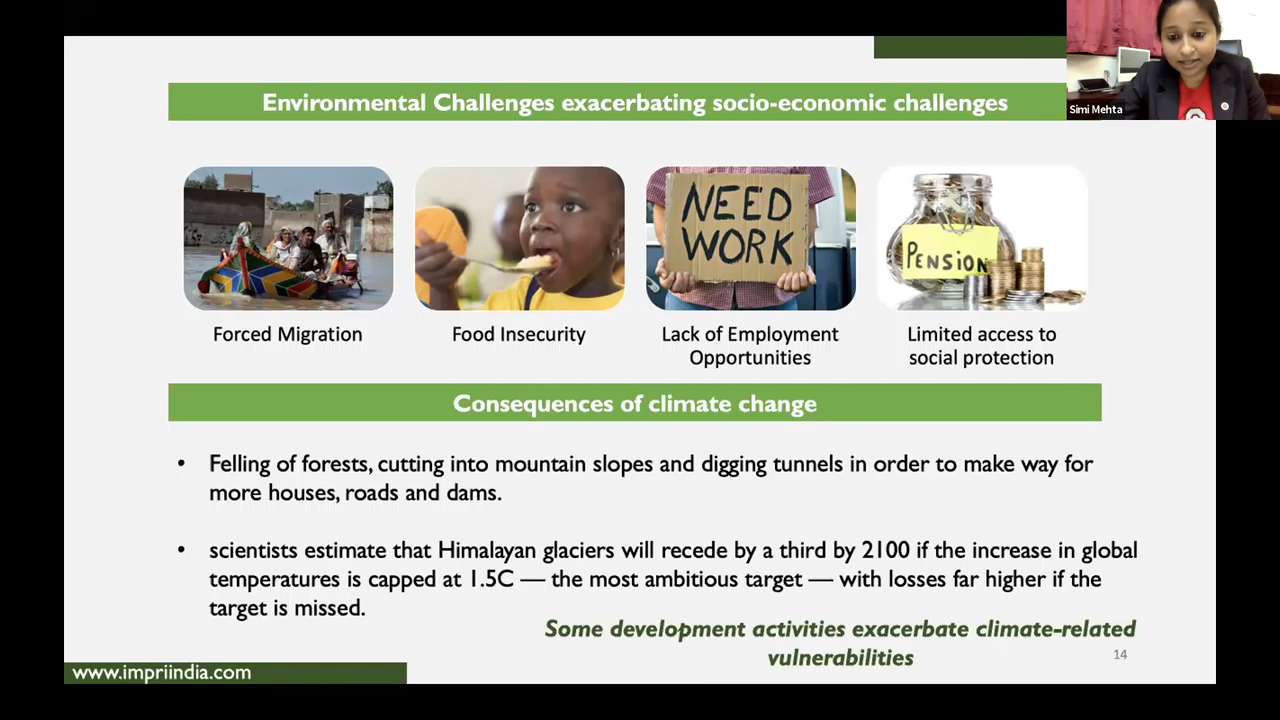 Simi Mehta
Environmental Challenges exacerbating socio-economic challenges
NEED
WORK
PENSION
Forced Migration
Food Insecurity
Lack of Employment
Opportunities
Limited access to
social protection
Consequences of climate change
• Felling of forests, cutting into mountain slopes and digging tunnels in order to make way for
more houses, roads and dams.
• scientists estimate that Himalayan glaciers will recede by a third by 2100 if the increase in global
temperatures is capped at 1.5C — the most ambitious target — with losses far higher if the
target is missed.
Some development activities exacerbate climate-related
vulnerabilities
14
www.impriindia.com